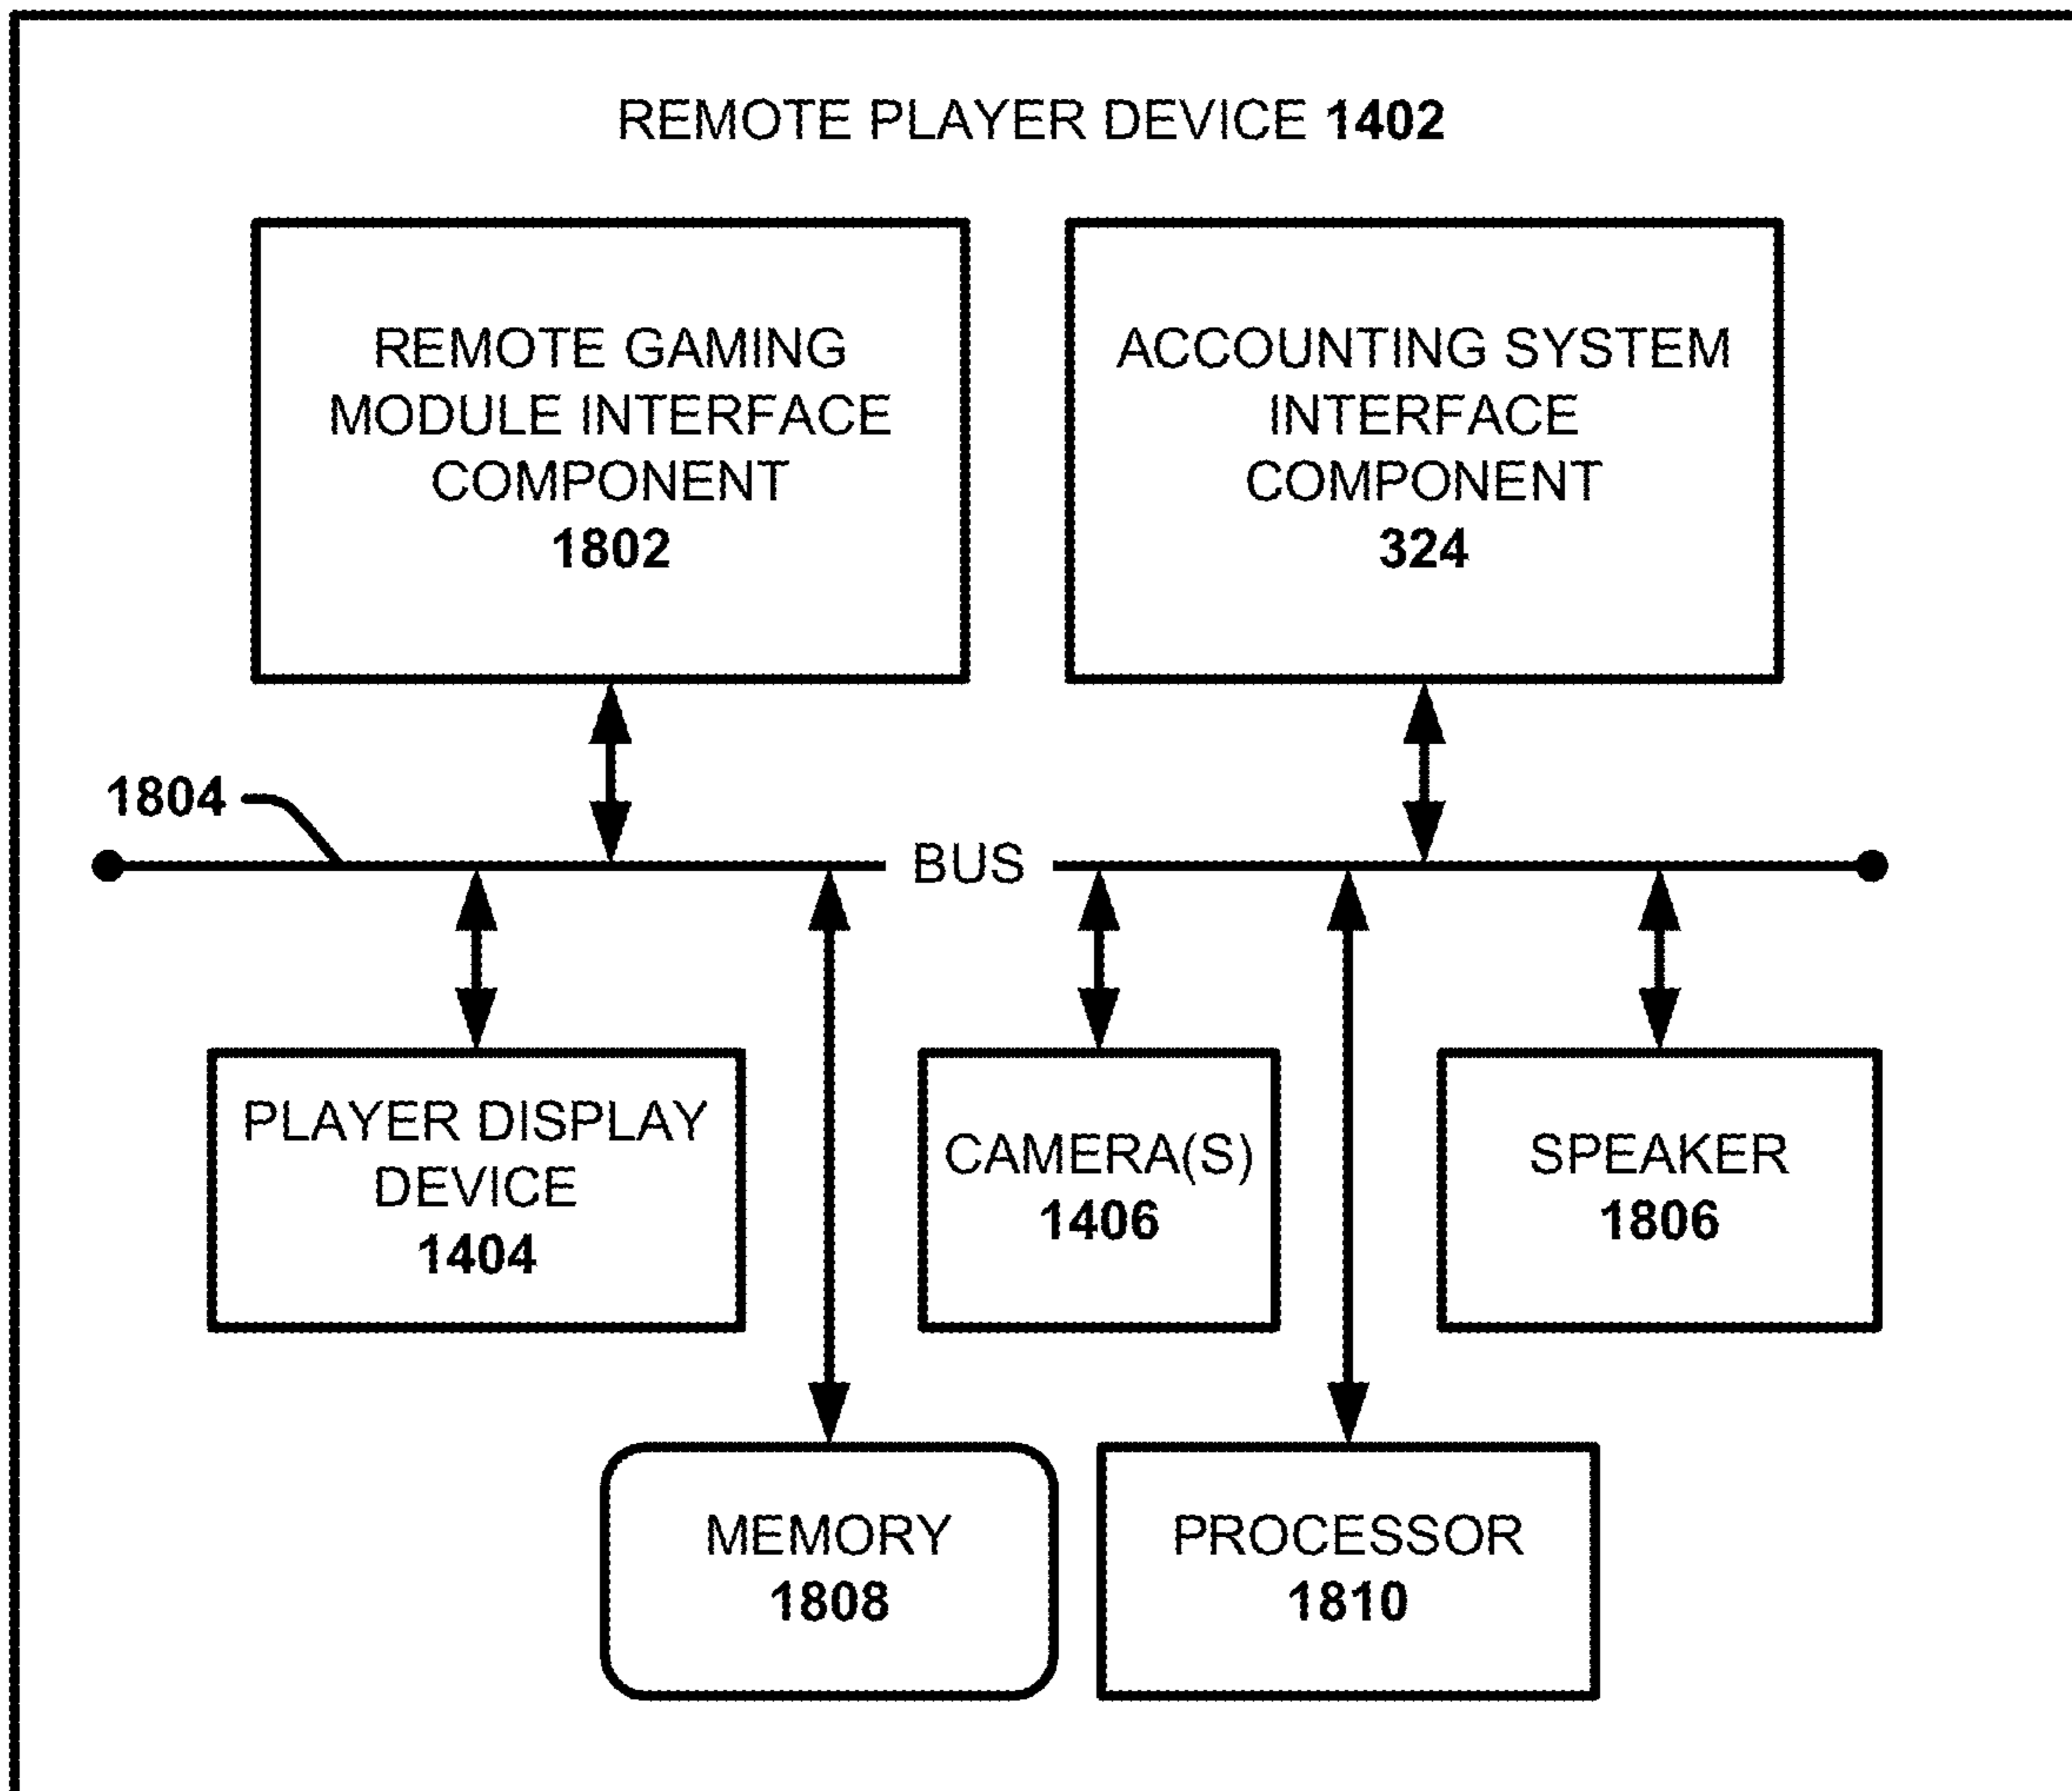 REMOTE PLAYER DEVICE 1402
REMOTE GAMING
MODULE INTERFACE
COMPONENT
1802
ACCOUNTING SYSTEM
INTERFACE
COMPONENT
324
1804
BUS
PLAYER DISPLAY
DEVICE
1404
CAMERA(S)
1406
SPEAKER
1806
MEMORY
1808
PROCESSOR
1810